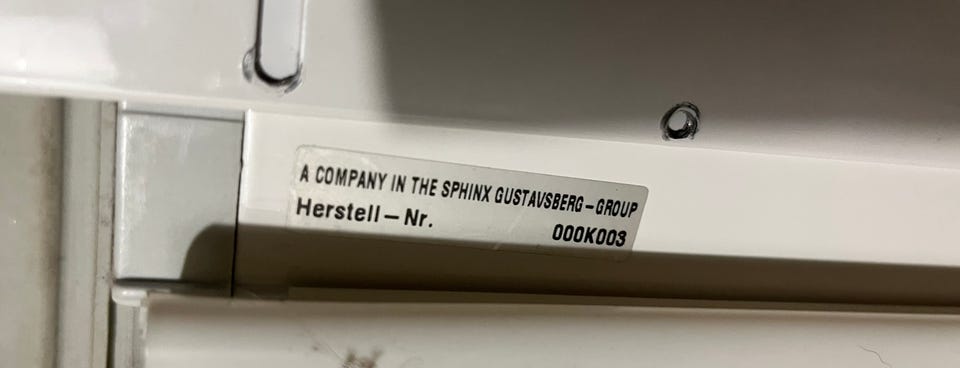 A COMPANY IN THE SPHINX GUSTAVSBERG-GROUP
Herstell-Nr. 000K003